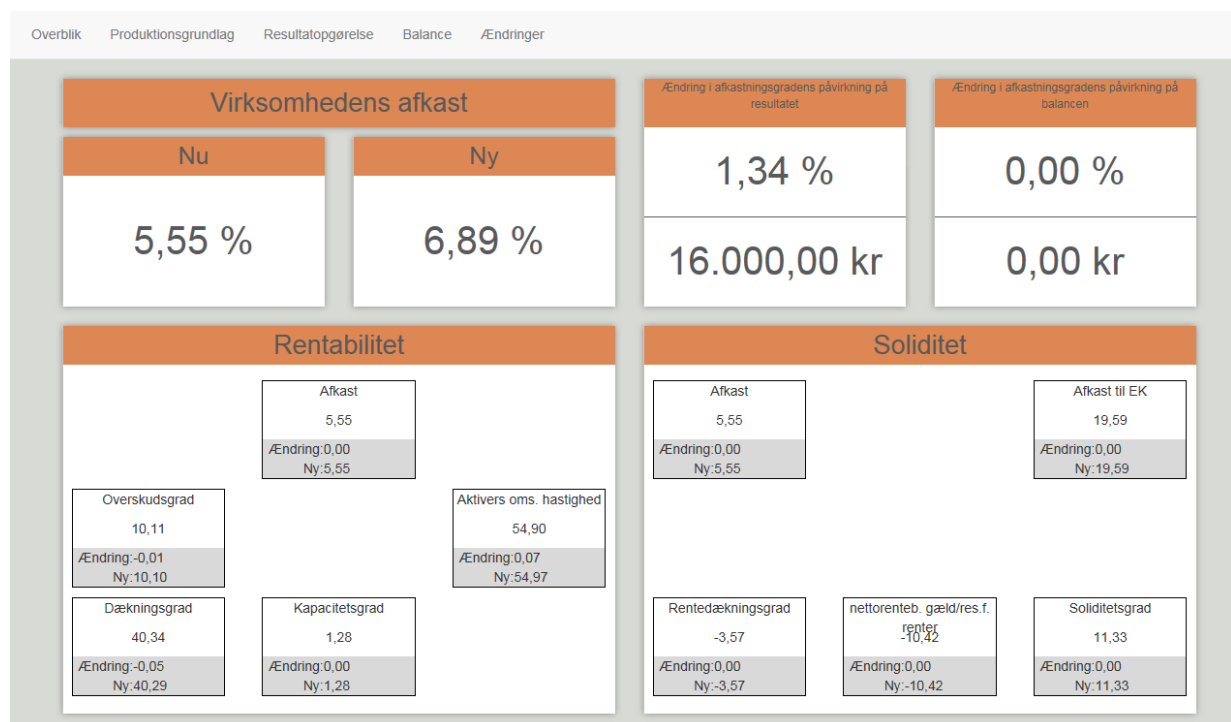 Overblik Produktionsgrundlag Resultatopgørelse Balance Ændringer
Virksomhedens afkast
Nu
5,55 %
Ny
6,89 %
Ændring i afkastningsgradens påvirkning på
resultatet
1,34 %
16.000,00 kr
Ændring i afkastningsgradens påvirkning på
balancen
0,00 %
0,00 kr
Rentabilitet
Afkast
5,55
Ændring:0,00
Ny:5,55
Overskudsgrad
10,11
Ændring:-0,01
Ny:10,10
Aktivers oms. hastighed
54,90
Ændring:0,07
Ny:54,97
Dækningsgrad
40,34
Ændring:-0,05
Ny:40,29
Kapacitetsgrad
1,28
Ændring:0,00
Ny:1,28
Soliditet
Afkast
5,55
Ændring:0,00
Ny:5,55
Afkast til EK
19,59
Ændring:0,00
Ny:19,59
Rentedækningsgrad
-3,57
Ændring:0,00
Ny:-3,57
nettorenteb. gæld/res.f.
renter
-10,42
Ændring:0,00
Ny:-10,42
Soliditetsgrad
11,33
Ændring:0,00
Ny:11,33